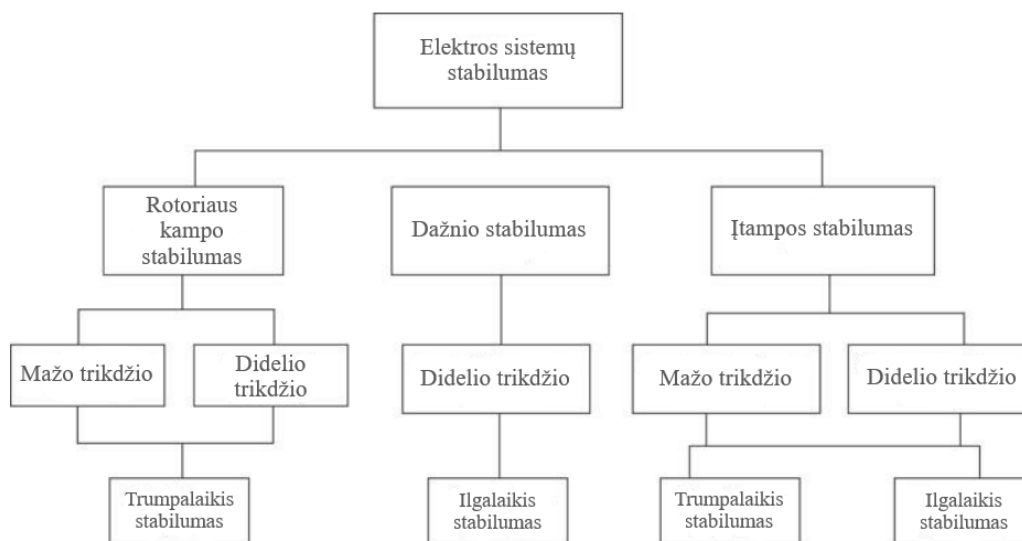 Elektros sistemų
stabilumas
Rotoriaus
kampo
stabilumas
Dažnio stabilumas
Įtampos stabilumas
Mažo trikdžio
Didelio
trikdžio
Didelio trikdžio
Mažo trikdžio
Didelio trikdžio
Trumpalaikis
stabilumas
Ilgalaikis
stabilumas
Trumpalaikis
stabilumas
Ilgalaikis
stabilumas